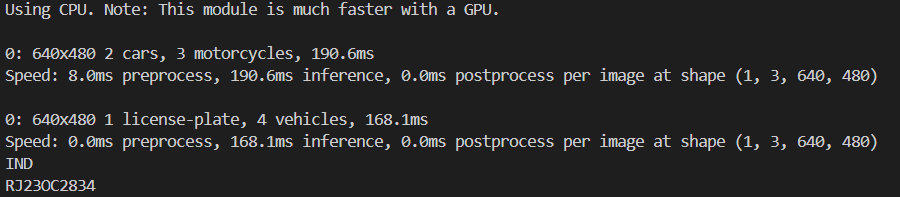 Using CPU. Note: This module is much faster with a GPU.
0: 640x480 2 cars, 3 motorcycles, 190.6ms
Speed: 8.0ms preprocess, 190.6ms inference, 0.0ms postprocess per image at shape (1, 3, 640, 480)
0: 640x480 1 license-plate, 4 vehicles, 168.1ms
Speed: 0.0ms preprocess, 168.1ms inference, 0.0ms postprocess per image at shape (1, 3, 640, 480)
IND
RJ23OC2834